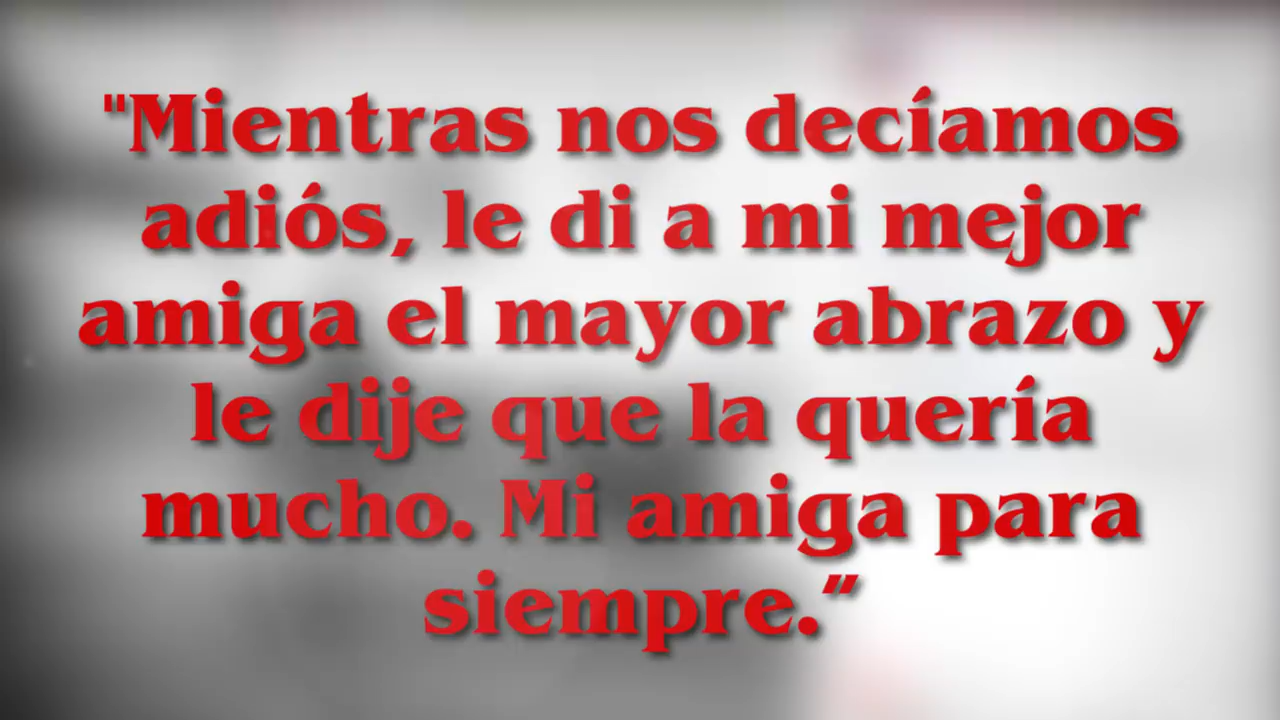 "Mientras nos decíamos
adiós, le di a mi mejor
amiga el mayor abrazo y
le dije que la quería
mucho. Mi amiga para
siempre.”